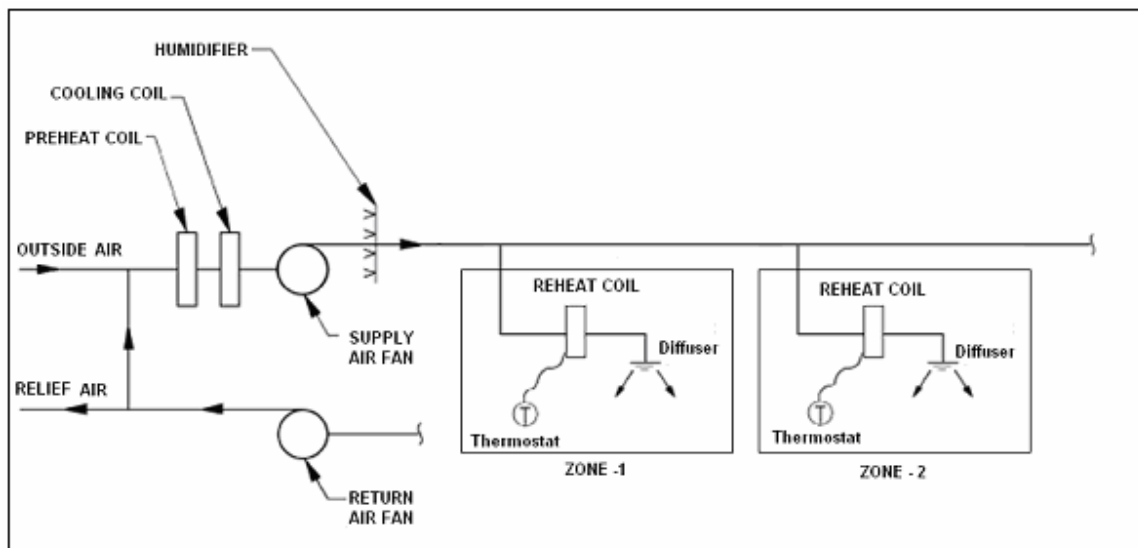 HUMIDIFIER
COOLING COIL
PREHEAT COIL
OUTSIDE AIR
SUPPLY
AIR FAN
RELIEF AIR
RETURN
AIR FAN
REHEAT COIL
Diffuser
T
Thermostat
ZONE -1
REHEAT COIL
Diffuser
T
Thermostat
ZONE - 2